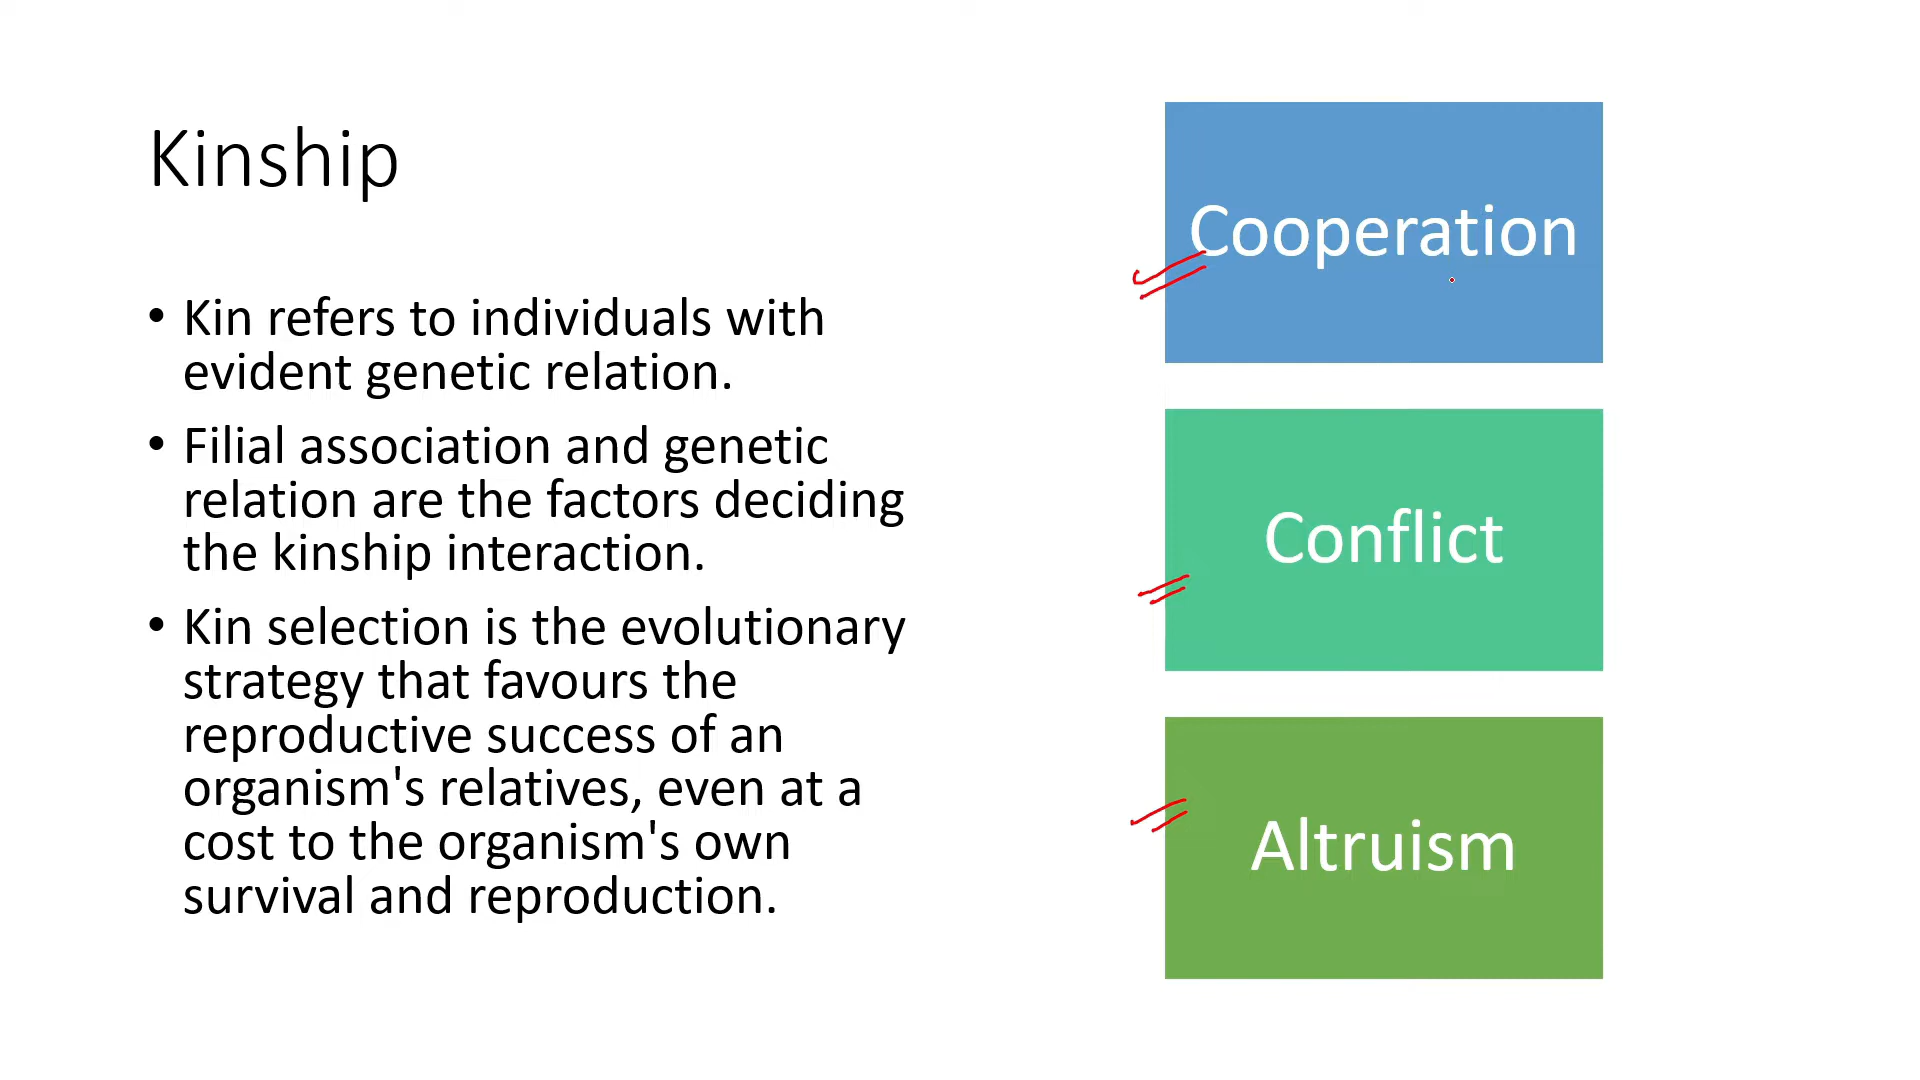 Kinship
• Kin refers to individuals with
evident genetic relation.
• Filial association and genetic
relation are the factors deciding
the kinship interaction.
• Kin selection is the evolutionary
strategy that favours the
reproductive success of an
organism's relatives, even at a
cost to the organism's own
survival and reproduction.
Cooperation
Conflict
Altruism